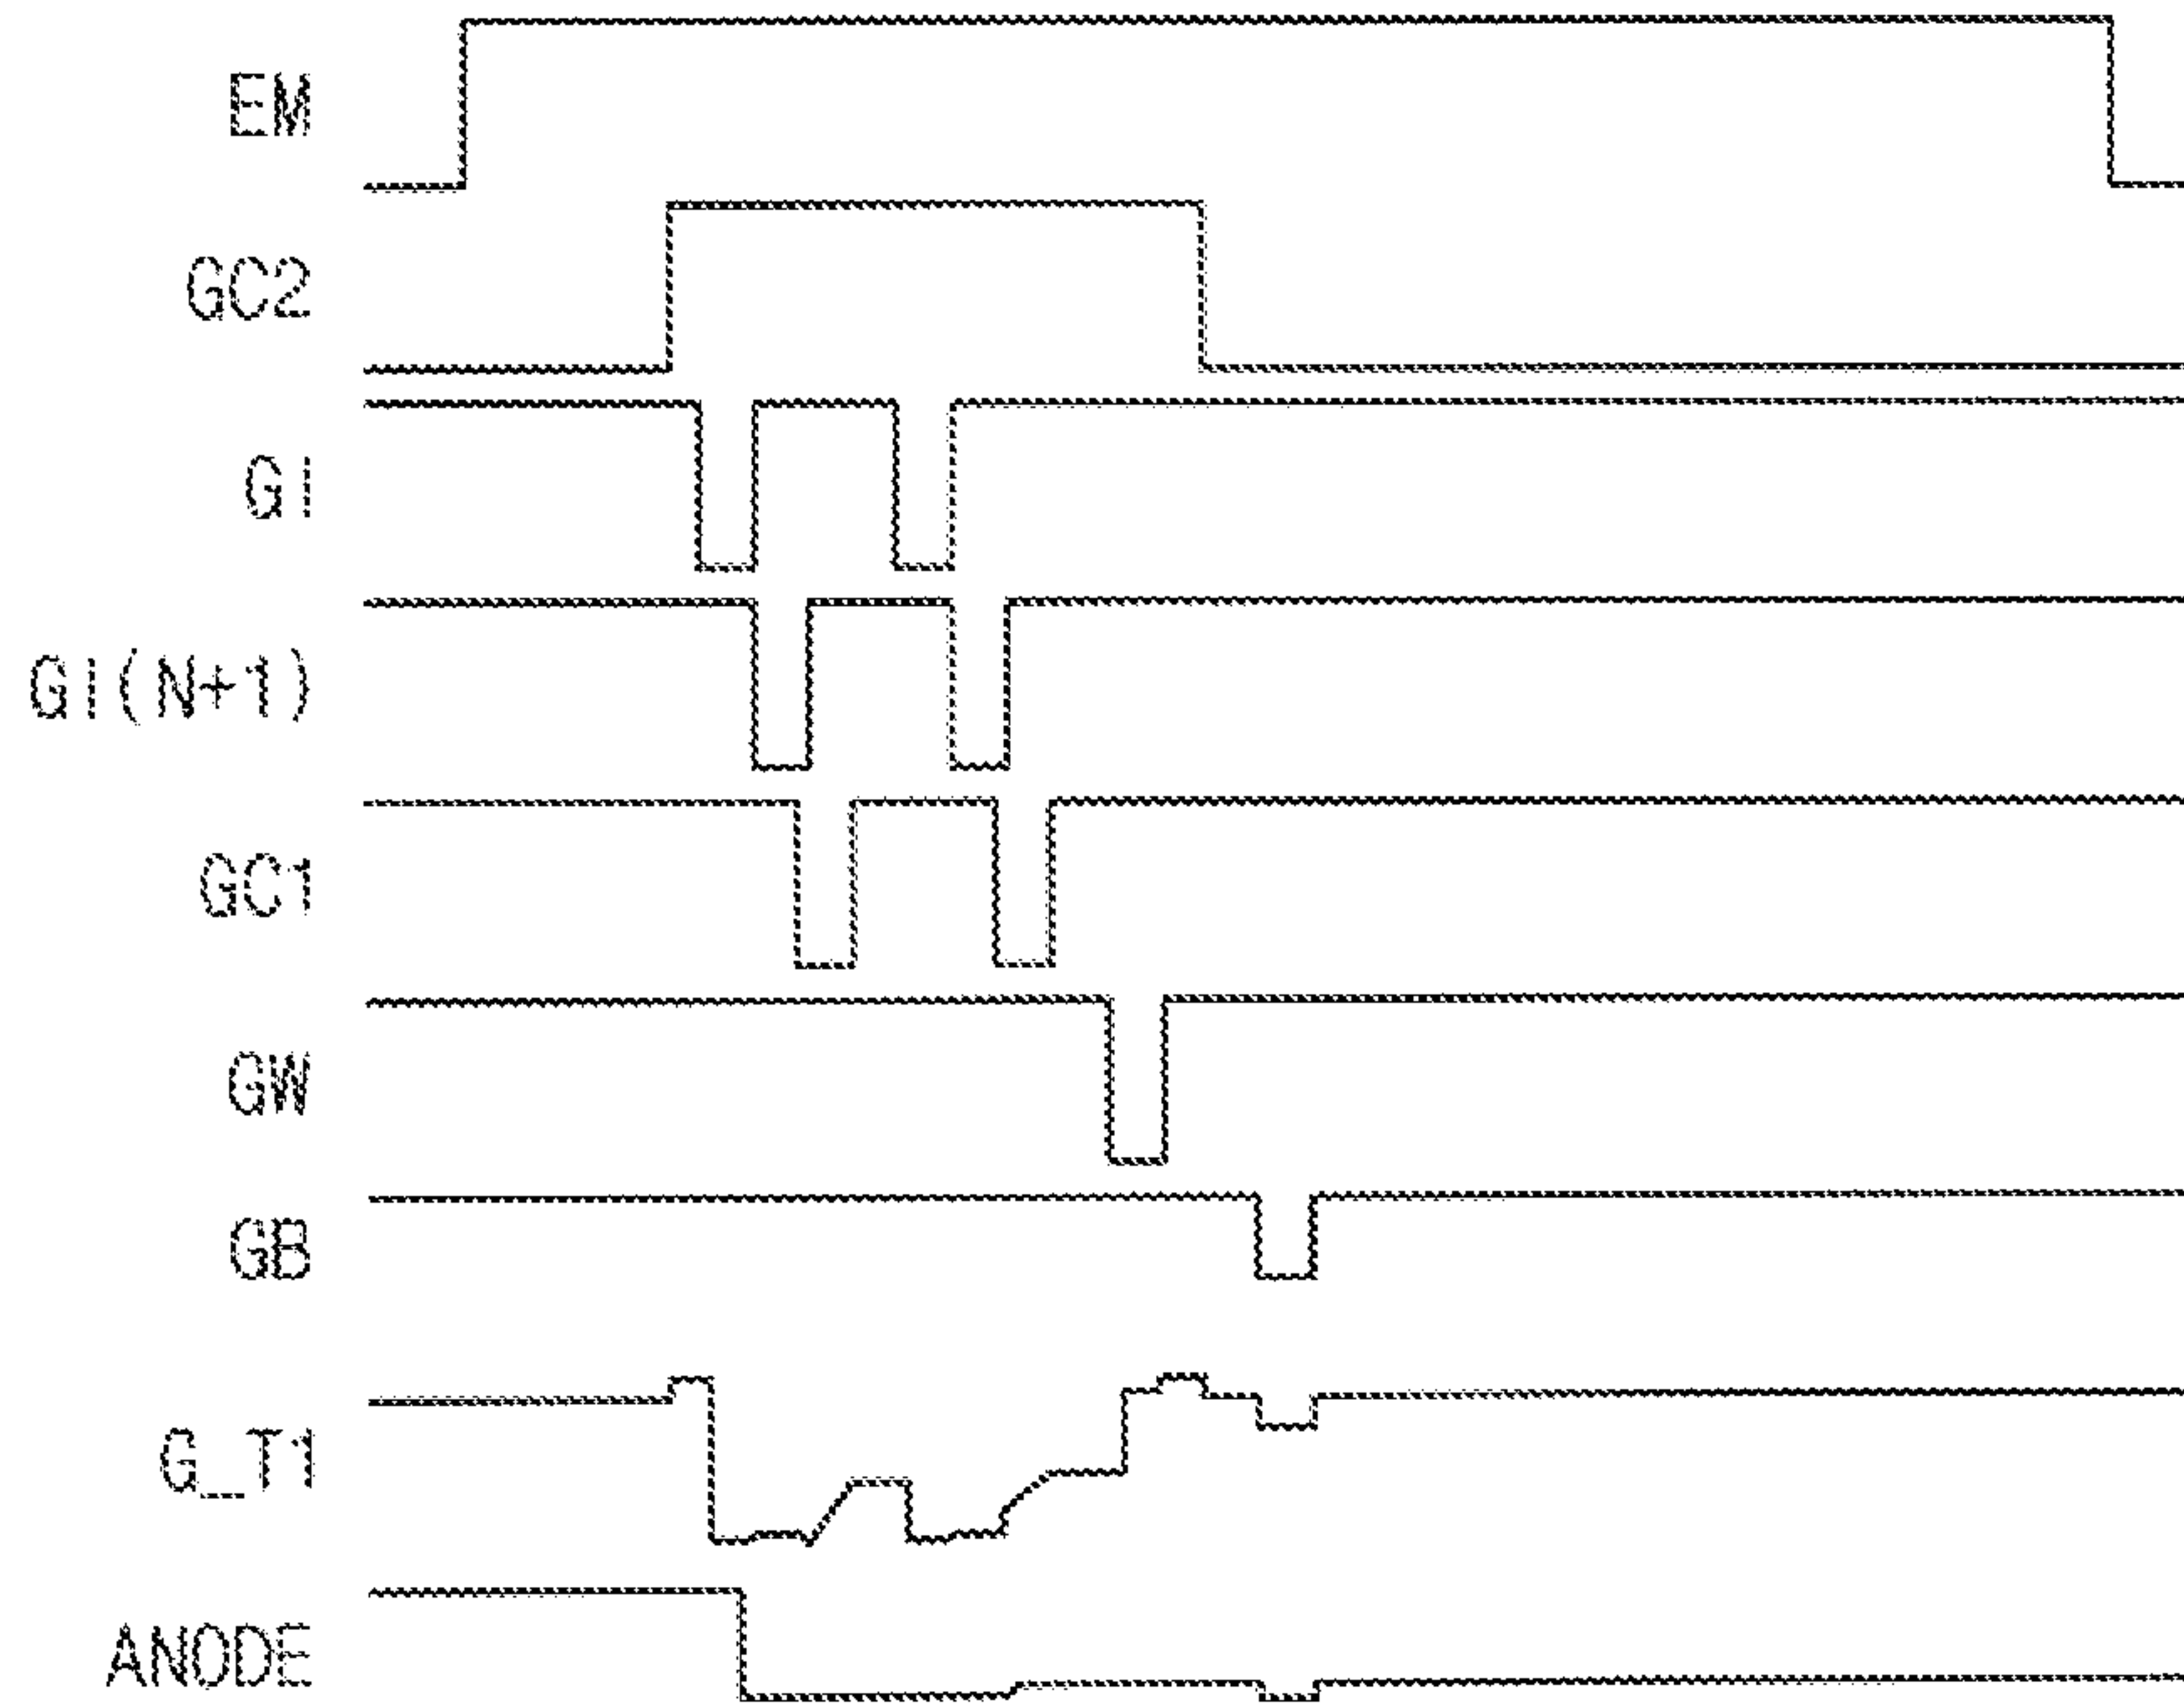 EM
GC2
GI
GI(N+1)
GC1
GW
GB
G_T1
ANODE